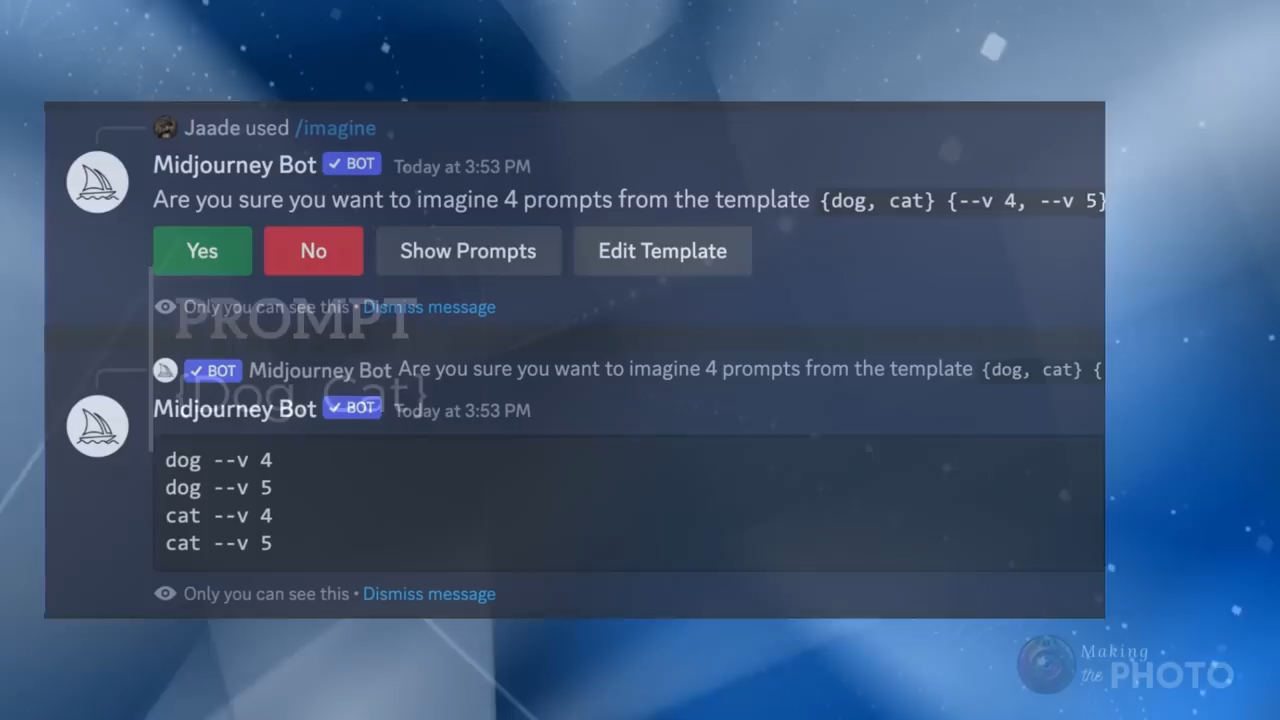 Jaade used /imagine
Midjourney Bot ✓ BOT Today at 3:53 PM
Are you sure you want to imagine 4 prompts from the template {dog, cat} {--v 4, --v 5}
Yes No Show Prompts Edit Template
Only you can see this • Dismiss message
PROMPT
✓ BOT Midjourney Bot Are you sure you want to imagine 4 prompts from the template {dog, cat} {
{Dog, Cat}
Midjourney Bot ✓ BOT Today at 3:53 PM
dog --v 4
dog --v 5
cat --v 4
cat --v 5
Only you can see this • Dismiss message
Making
the PHOTO